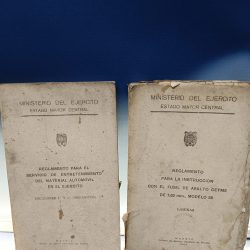 MINISTERIO DEL EJERCITO
ESTADO MAYOR CENTRAL
REGLAMENTO PARA EL
SERVICIO DE ENTRETENIMIENTO
DEL MATERIAL AUTOMOVIL
EN EL EJERCITO
MINISTERIO DEL EJERCITO
ESTADO MAYOR CENTRAL
REGLAMENTO
PARA LA INSTRUCCION
CON EL FUSIL DE ASALTO CETME
DE 7,62 mm. MODELO 58